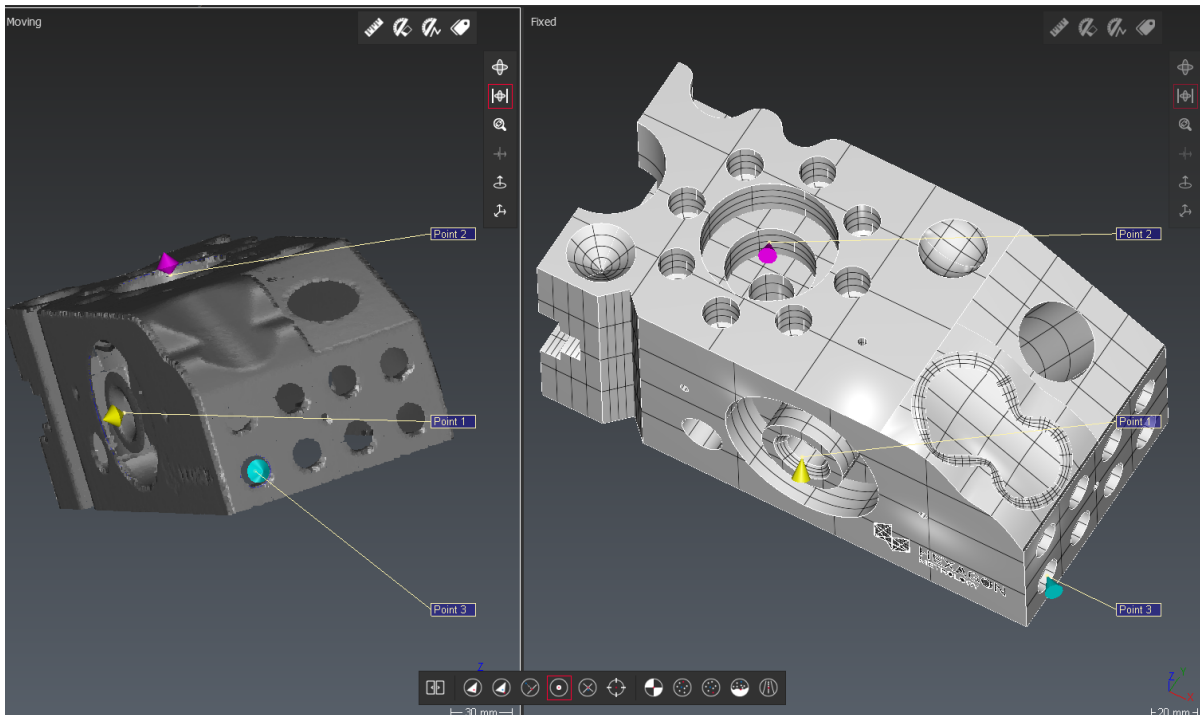 Moving
Point 2
Point 1
Point 3
Z
30 mm
Fixed
Point 2
Point 1
HEXAGON
METROLOGY
Point 3
Z
X
20 mm